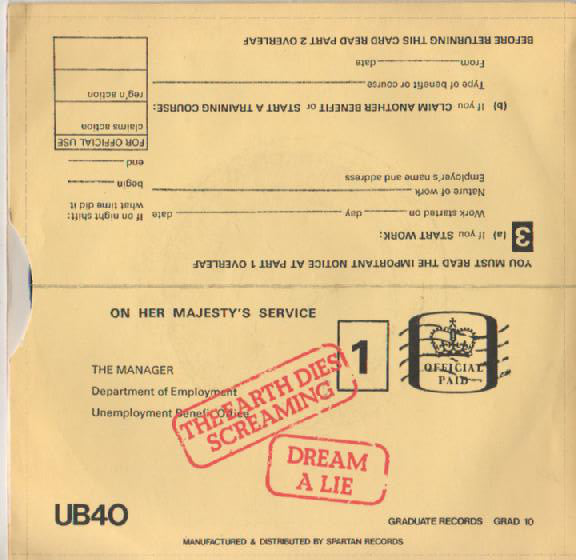 YOU MUST READ THE IMPORTANT NOTICE AT PART 1 OVERLEAF
3 (a) If you START WORK:
Work started on day date
Nature of work
Employer's name and address
If on night shift:
what time did it
begin
end
(b) If you CLAIM ANOTHER BENEFIT or START A TRAINING COURSE:
Type of benefit or course
From date
FOR OFFICIAL USE
claims action
reg'n action
BEFORE RETURNING THIS CARD READ PART 2 OVERLEAF
ON HER MAJESTY'S SERVICE
1
OFFICIAL
PAID
THE MANAGER
Department of Employment
Unemployment Benefit Office
THE EARTH DIES
SCREAMING
DREAM
A LIE
UB40
GRADUATE RECORDS GRAD 10
MANUFACTURED & DISTRIBUTED BY SPARTAN RECORDS